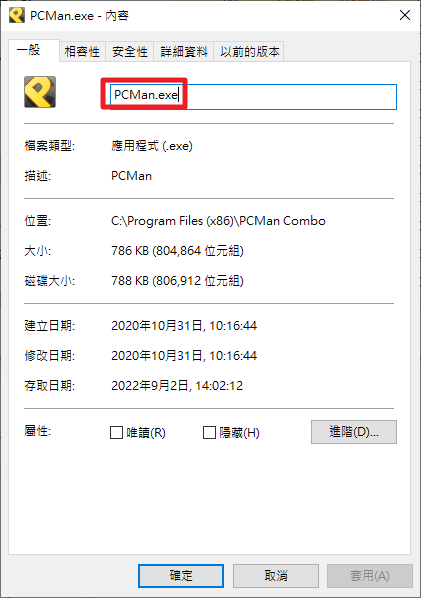 PCMan.exe - 內容
一般 相容性 安全性 詳細資料 以前的版本
PCMan.exe
檔案類型: 應用程式 (.exe)
描述: PCMan
位置: C:\Program Files (x86)\PCMan Combo
大小: 786 KB (804,864 位元組)
磁碟大小: 788 KB (806,912 位元組)
建立日期: 2020年10月31日, 10:16:44
修改日期: 2020年10月31日, 10:16:44
存取日期: 2022年9月2日, 14:02:12
屬性: 唯讀(R) 隱藏(H) 進階(D)...
確定 取消 套用(A)